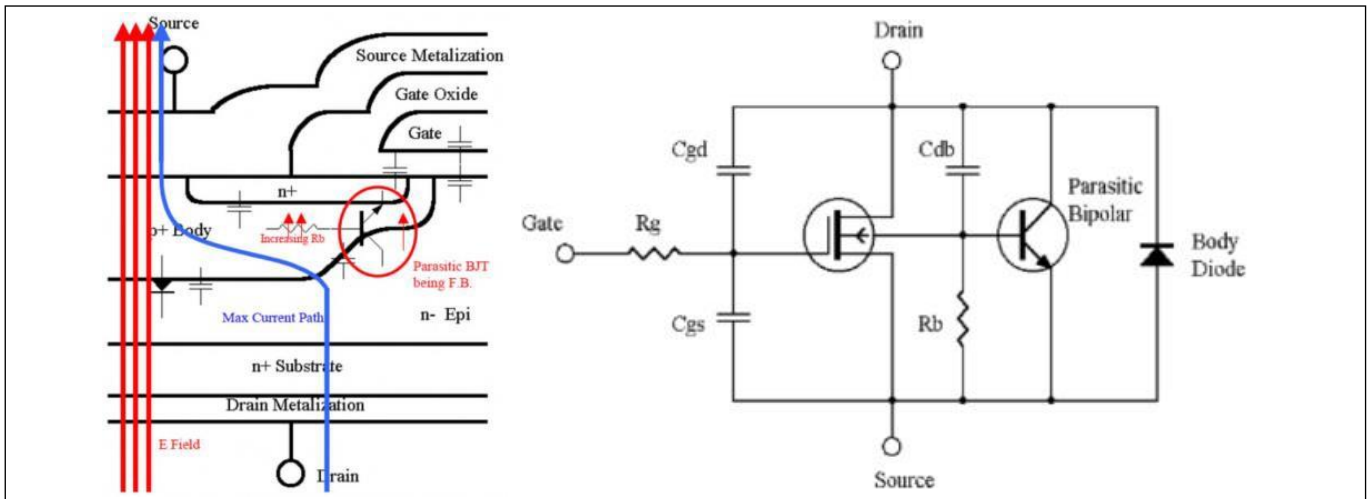 Source
Source Metalization
Gate Oxide
Gate
n+
p+ Body
Increasing Rb
Parasitic BJT
being F.B.
Max Current Path
n- Epi
n+ Substrate
Drain Metalization
E Field
Drain
Drain
Cgd
Cdb
Parasitic
Bipolar
Gate
Rg
Body
Diode
Cgs
Rb
Source